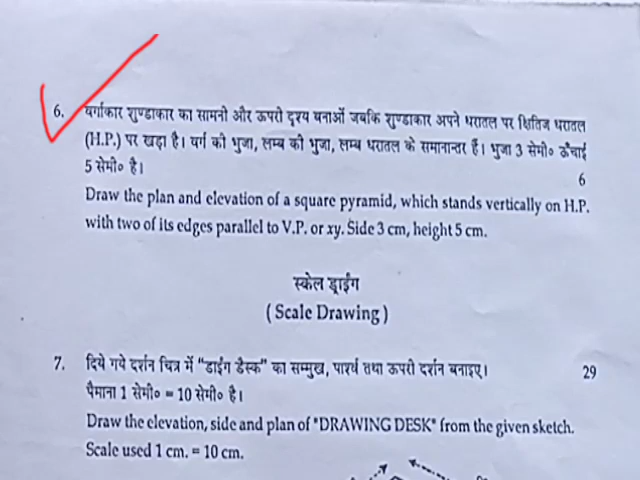 6. वर्गाकार शुण्डाकार का सामनी और ऊपरी दृश्य बनाओं जबकि शुण्डाकार अपने धरातल पर क्षितिज धरातल
(H.P.) पर खड़ा है। वर्ग की भुजा, लम्ब की भुजा, लम्ब धरातल के समानान्तर हैं। भुजा 3 सेमी० ऊँचाई
5 सेमी० है। 6
Draw the plan and elevation of a square pyramid, which stands vertically on H.P.
with two of its edges parallel to V.P. or xy. Side 3 cm, height 5 cm.
स्केल ड्राईंग
( Scale Drawing )
7. दिये गये दर्शन चित्र में "डाईंग डैस्क" का सम्मुख, पार्श्व तथा ऊपरी दर्शन बनाइए। 29
पैमाना 1 सेमी० = 10 सेमी० है।
Draw the elevation, side and plan of "DRAWING DESK" from the given sketch.
Scale used 1 cm. = 10 cm.